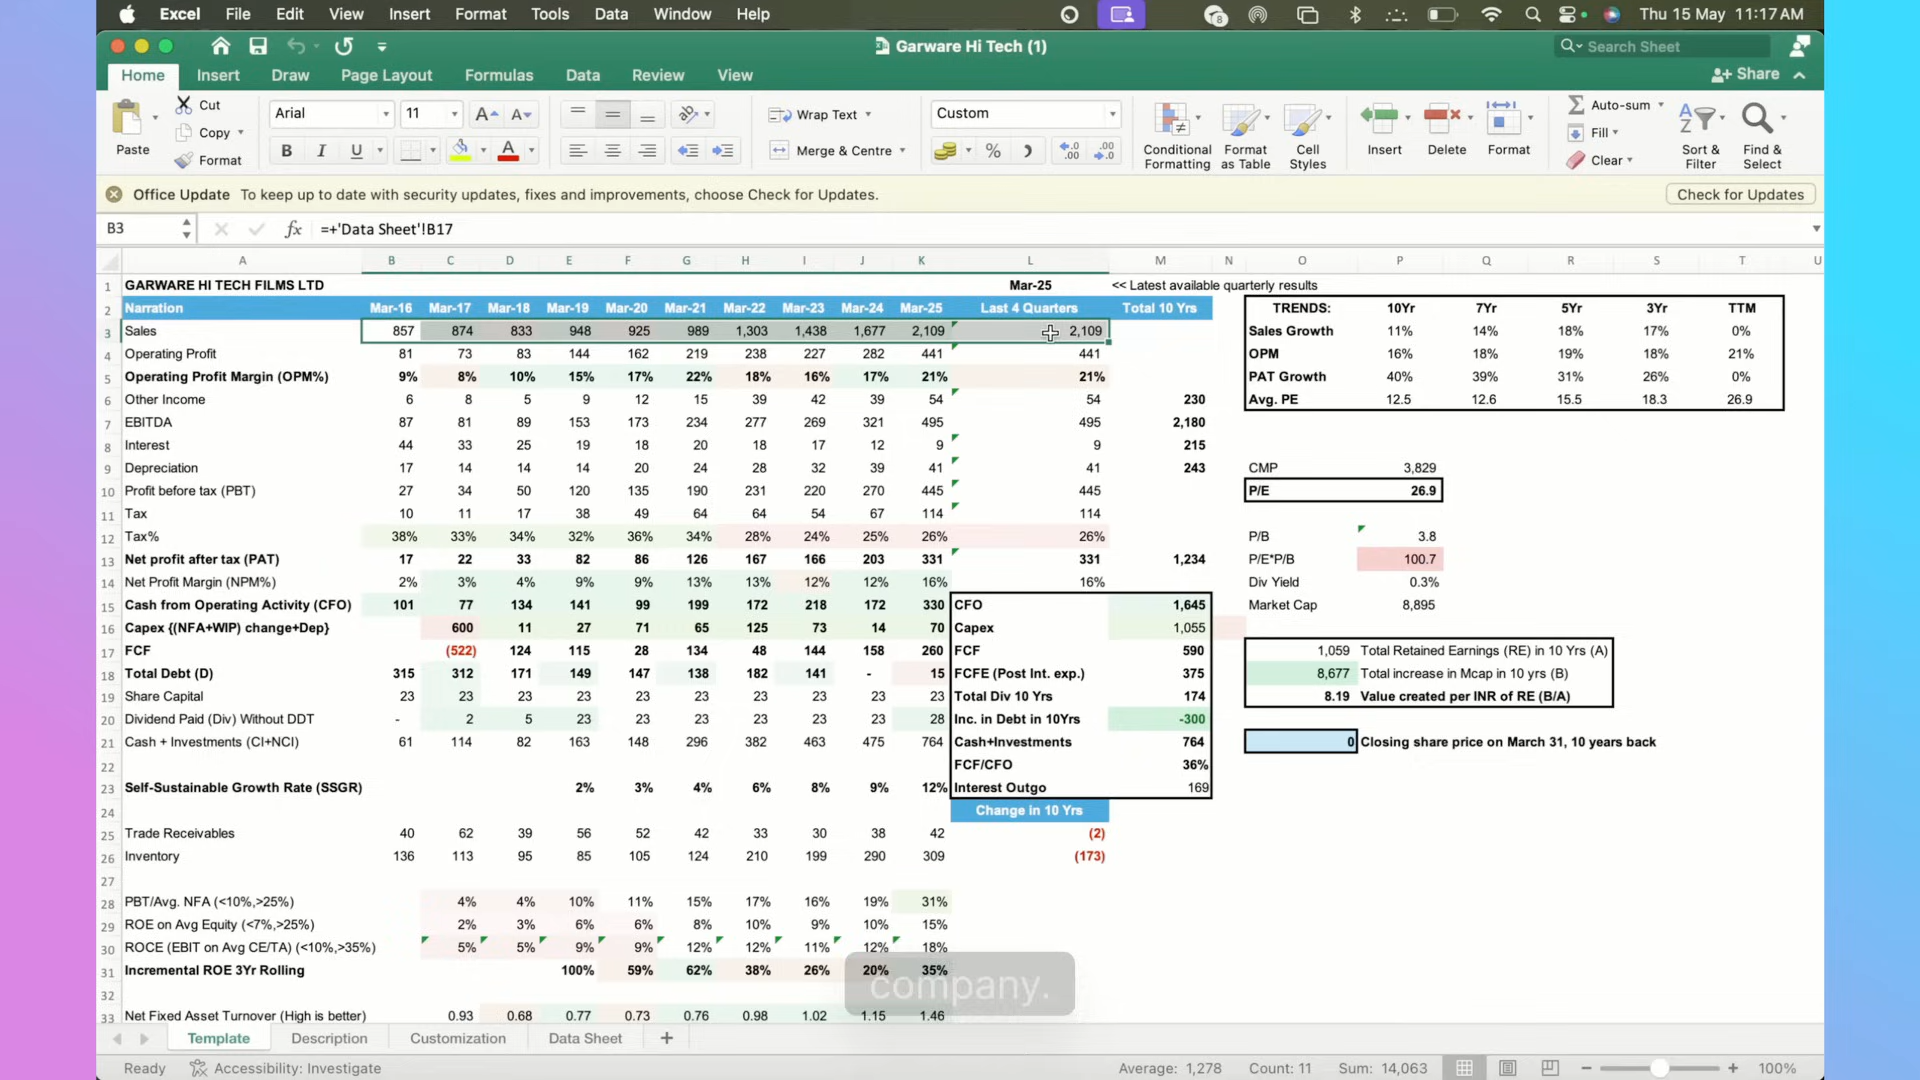 Excel File Edit View Insert Format Tools Data Window Help Thu 15 May 11:17 AM
Garware Hi Tech (1) Search Sheet
Home Insert Draw Page Layout Formulas Data Review View Share
Paste Cut Copy Format
Arial 11
B I U A
Wrap Text
Merge & Centre
Custom
Conditional Formatting Format as Table Cell Styles
Insert Delete Format
Auto-sum Fill Clear
Sort & Filter Find & Select
Office Update To keep up to date with security updates, fixes and improvements, choose Check for Updates. Check for Updates
B3 fx =+'Data Sheet'!B17
A B C D E F G H I J K L M N O P Q R S T U
1 GARWARE HI TECH FILMS LTD Mar-25 << Latest available quarterly results
2 Narration Mar-16 Mar-17 Mar-18 Mar-19 Mar-20 Mar-21 Mar-22 Mar-23 Mar-24 Mar-25 Last 4 Quarters Total 10 Yrs TRENDS: 10Yr 7Yr 5Yr 3Yr TTM
3 Sales 857 874 833 948 925 989 1,303 1,438 1,677 2,109 2,109 Sales Growth 11% 14% 18% 17% 0%
4 Operating Profit 81 73 83 144 162 219 238 227 282 441 441 OPM 16% 18% 19% 18% 21%
5 Operating Profit Margin (OPM%) 9% 8% 10% 15% 17% 22% 18% 16% 17% 21% 21% PAT Growth 40% 39% 31% 26% 0%
6 Other Income 6 8 5 9 12 15 39 42 39 54 54 230 Avg. PE 12.5 12.6 15.5 18.3 26.9
7 EBITDA 87 81 89 153 173 234 277 269 321 495 495 2,180
8 Interest 44 33 25 19 18 20 18 17 12 9 9 215
9 Depreciation 17 14 14 14 20 24 28 32 39 41 41 243 CMP 3,829
10 Profit before tax (PBT) 27 34 50 120 135 190 231 220 270 445 445 P/E 26.9
11 Tax 10 11 17 38 49 64 64 54 67 114 114
12 Tax% 38% 33% 34% 32% 36% 34% 28% 24% 25% 26% 26% P/B 3.8
13 Net profit after tax (PAT) 17 22 33 82 86 126 167 166 203 331 331 1,234 P/E*P/B 100.7
14 Net Profit Margin (NPM%) 2% 3% 4% 9% 9% 13% 13% 12% 12% 16% 16% Div Yield 0.3%
15 Cash from Operating Activity (CFO) 101 77 134 141 99 199 172 218 172 330 CFO 1,645 Market Cap 8,895
16 Capex {(NFA+WIP) change+Dep} 600 11 27 71 65 125 73 14 70 Capex 1,055
17 FCF (522) 124 115 28 134 48 144 158 260 FCF 590 1,059 Total Retained Earnings (RE) in 10 Yrs (A)
18 Total Debt (D) 315 312 171 149 147 138 182 141 - 15 FCFE (Post Int. exp.) 375 8,677 Total increase in Mcap in 10 yrs (B)
19 Share Capital 23 23 23 23 23 23 23 23 23 23 Total Div 10 Yrs 174 8.19 Value created per INR of RE (B/A)
20 Dividend Paid (Div) Without DDT - 2 5 23 23 23 23 23 23 28 Inc. in Debt in 10Yrs -300
21 Cash + Investments (CI+NCI) 61 114 82 163 148 296 382 463 475 764 Cash+Investments 764 0 Closing share price on March 31, 10 years back
22 FCF/CFO 36%
23 Self-Sustainable Growth Rate (SSGR) 2% 3% 4% 6% 8% 9% 12% Interest Outgo 169
24 Change in 10 Yrs
25 Trade Receivables 40 62 39 56 52 42 33 30 38 42 (2)
26 Inventory 136 113 95 85 105 124 210 199 290 309 (173)
27
28 PBT/Avg. NFA (<10%,>25%) 4% 4% 10% 11% 15% 17% 16% 19% 31%
29 ROE on Avg Equity (<7%,>25%) 2% 3% 6% 6% 8% 10% 9% 10% 15%
30 ROCE (EBIT on Avg CE/TA) (<10%,>35%) 5% 5% 9% 9% 12% 12% 11% 12% 18%
31 Incremental ROE 3Yr Rolling 100% 59% 62% 38% 26% 20% 35%
32
33 Net Fixed Asset Turnover (High is better) 0.93 0.68 0.77 0.73 0.76 0.98 1.02 1.15 1.46
company.
Template Description Customization Data Sheet +
Ready Accessibility: Investigate Average: 1,278 Count: 11 Sum: 14,063 100%